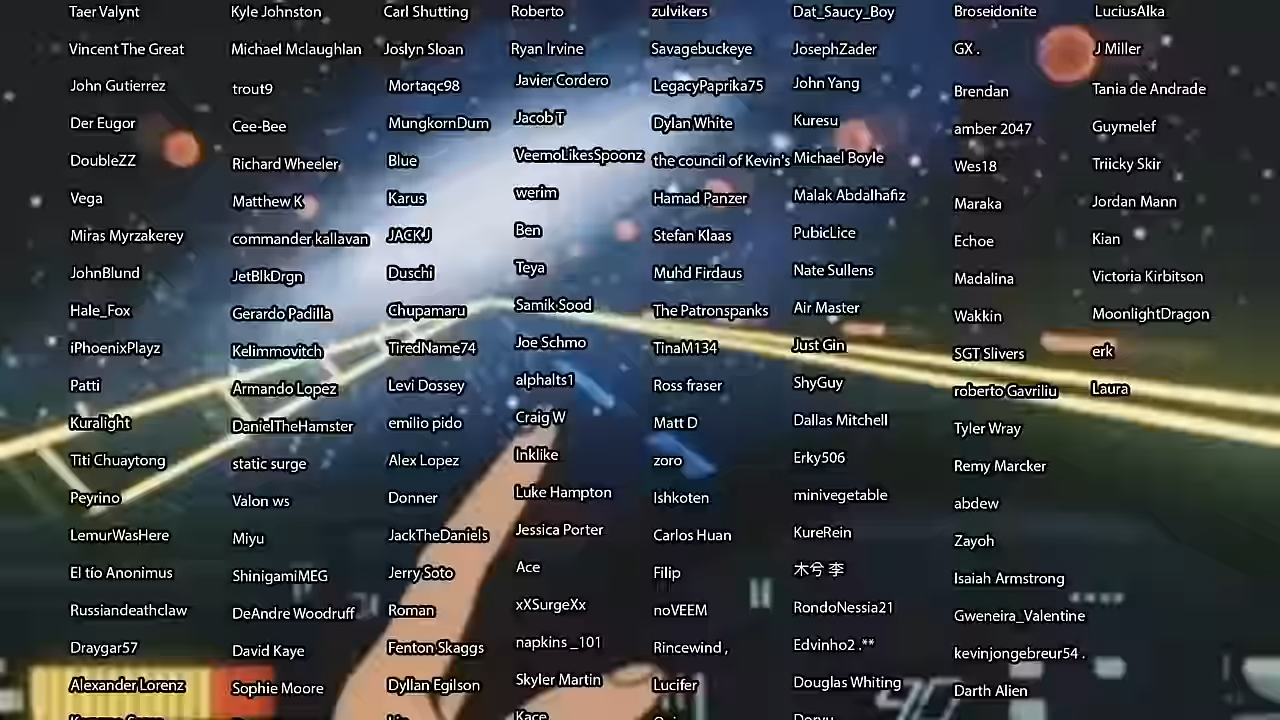 Taer Valynt
Vincent The Great
John Gutierrez
Der Eugor
DoubleZZ
Vega
Miras Myrzakerey
JohnBlund
Hale_Fox
iPhoenixPlayz
Patti
Kuralight
Titi Chuaytong
Peyrino
LemurWasHere
El tío Anonimus
Russiandeathclaw
Draygar57
Alexander Lorenz
Kyle Johnston
Michael Mclaughlan
trout9
Cee-Bee
Richard Wheeler
Matthew K
commander kallavan
JetBlkDrgn
Gerardo Padilla
Kelimmovitch
Armando Lopez
DanielTheHamster
static surge
Valon ws
Miyu
ShinigamiMEG
DeAndre Woodruff
David Kaye
Sophie Moore
Carl Shutting
Joslyn Sloan
Mortaqc98
MungkornDum
Blue
Karus
JACKJ
Duschi
Chupamaru
TiredName74
Levi Dossey
emilio pido
Alex Lopez
Donner
JackTheDaniels
Jerry Soto
Roman
Fenton Skaggs
Dyllan Egilson
Roberto
Ryan Irvine
Javier Cordero
Jacob T
VeemoLikesSpoonz
werim
Ben
Teya
Samik Sood
Joe Schmo
alphalts1
Craig W
Inklike
Luke Hampton
Jessica Porter
Ace
xXSurgeXx
napkins _101
Skyler Martin
Kace
zulvikers
Savagebuckeye
LegacyPaprika75
Dylan White
the council of Kevin's
Hamad Panzer
Stefan Klaas
Muhd Firdaus
The Patronspanks
TinaM134
Ross fraser
Matt D
zoro
Ishkoten
Carlos Huan
Filip
noVEEM
Rincewind ,
Lucifer
Dat_Saucy_Boy
JosephZader
John Yang
Kuresu
Michael Boyle
Malak Abdalhafiz
PubicLice
Nate Sullens
Air Master
Just Gin
ShyGuy
Dallas Mitchell
Erky506
minivegetable
KureRein
木兮 李
RondoNessia21
Edvinho2 .**
Douglas Whiting
Broseidonite
GX .
Brendan
amber 2047
Wes18
Maraka
Echoe
Madalina
Wakkin
SGT Slivers
roberto Gavriliu
Tyler Wray
Remy Marcker
abdew
Zayoh
Isaiah Armstrong
Gweneira_Valentine
kevinjongebreur54 .
Darth Alien
LuciusAlka
J Miller
Tania de Andrade
Guymelef
Triicky Skir
Jordan Mann
Kian
Victoria Kirbitson
MoonlightDragon
erk
Laura